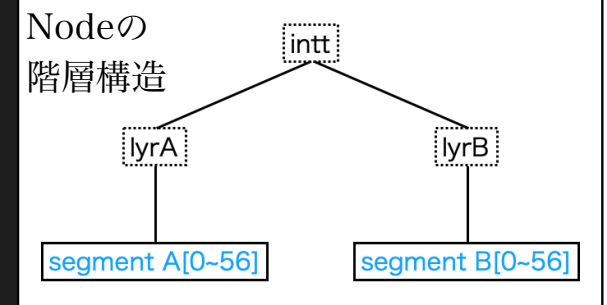 Nodeの
階層構造
intt
lyrA
lyrB
segment A[0~56]
segment B[0~56]